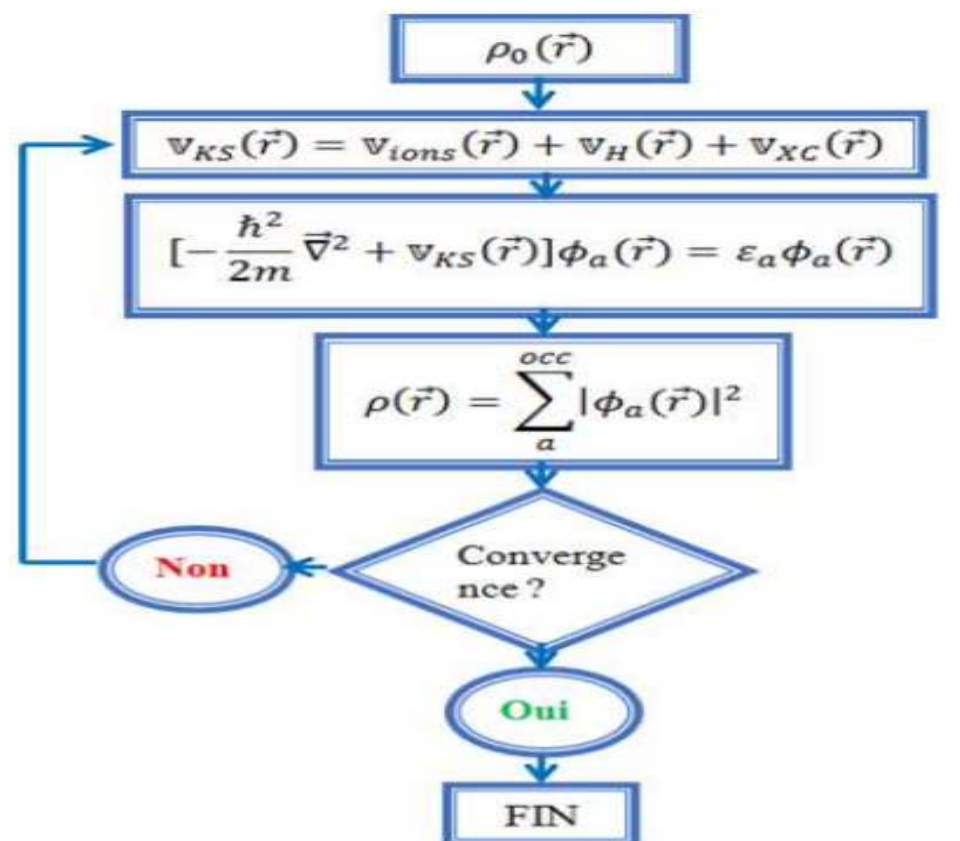 ρ₀(r⃗)
𝕧_KS(r⃗) = 𝕧_ions(r⃗) + 𝕧_H(r⃗) + 𝕧_XC(r⃗)
[−ℏ²/2m ∇⃗² + 𝕧_KS(r⃗)]ϕ_a(r⃗) = ε_aϕ_a(r⃗)
ρ(r⃗) = ∑_a^occ |ϕ_a(r⃗)|²
Converge
nce ?
Non
Oui
FIN